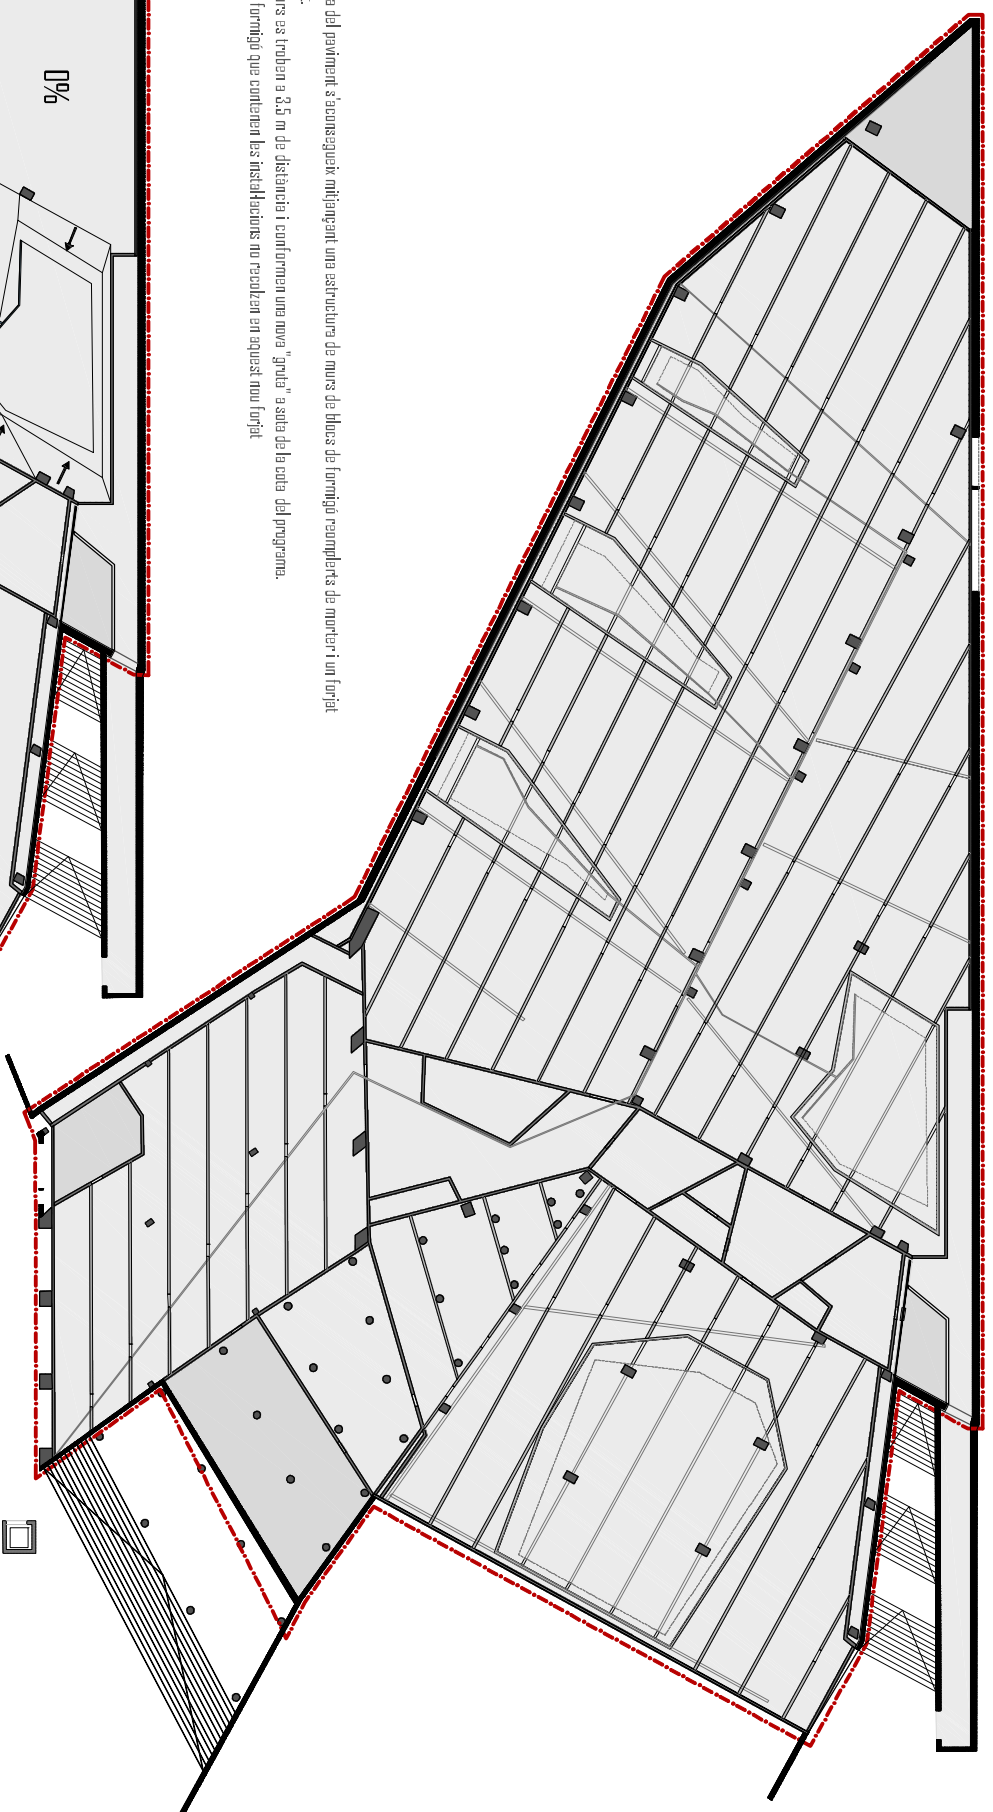 a del paviment s'aconsegueix mitjançant una estructura de murs de blocs de formigó reomplerts de morter i un forjat
rs es troben a 3.5 m de distància i conformen una nova "gruta" a sota de la cota del programa.
formigó que contenen les instal·lacions no recolzen en aquest nou forjat
0%